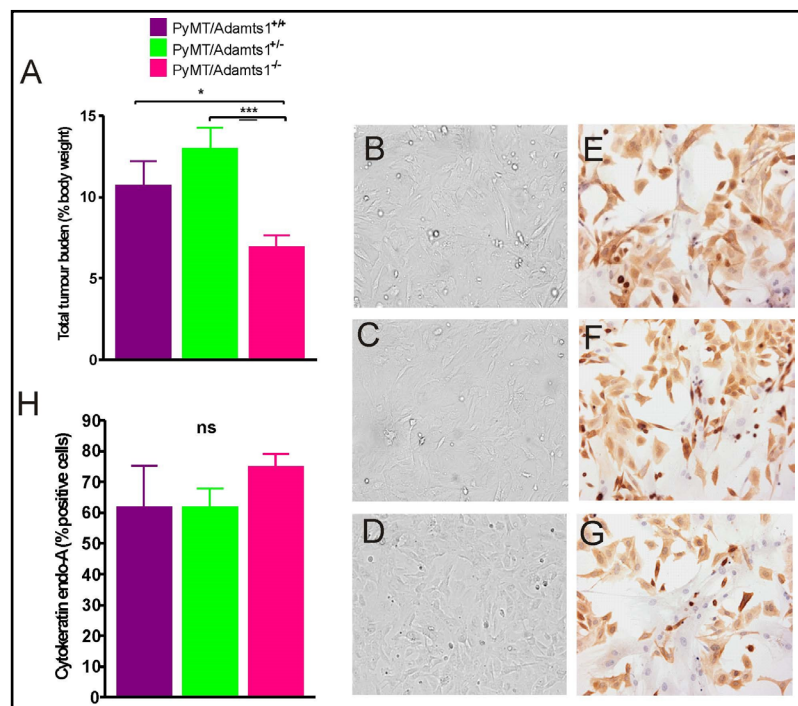 PyMT/Adamts1+/+
PyMT/Adamts1+/-
PyMT/Adamts1-/-
A
*
***
Total tumour buden (% body weight)
15
10
5
0
B
E
C
F
H
ns
Cytokeratin endo-A (% positive cells)
90
80
70
60
50
40
30
20
10
0
D
G